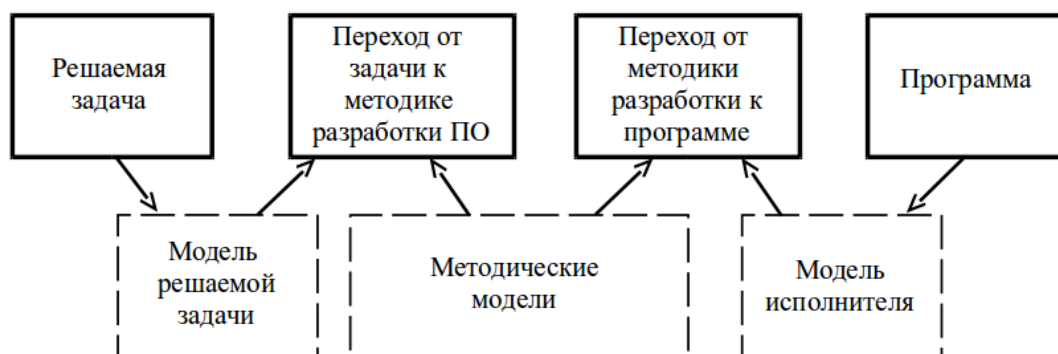 Решаемая
задача
Переход от
задачи к
методике
разработки ПО
Переход от
методики
разработки к
программе
Программа
Модель
решаемой
задачи
Методические
модели
Модель
исполнителя